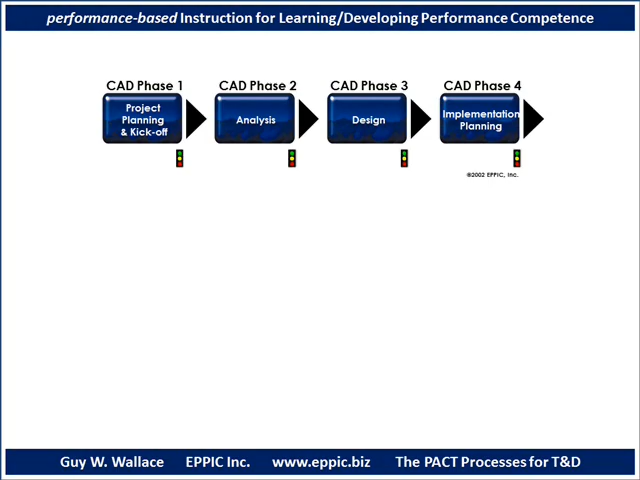 performance-based Instruction for Learning/Developing Performance Competence
CAD Phase 1 CAD Phase 2 CAD Phase 3 CAD Phase 4
Project
Planning
& Kick-off
Analysis
Design
Implementation
Planning
©2002 EPPIC, Inc.
Guy W. Wallace EPPIC Inc. www.eppic.biz The PACT Processes for T&D